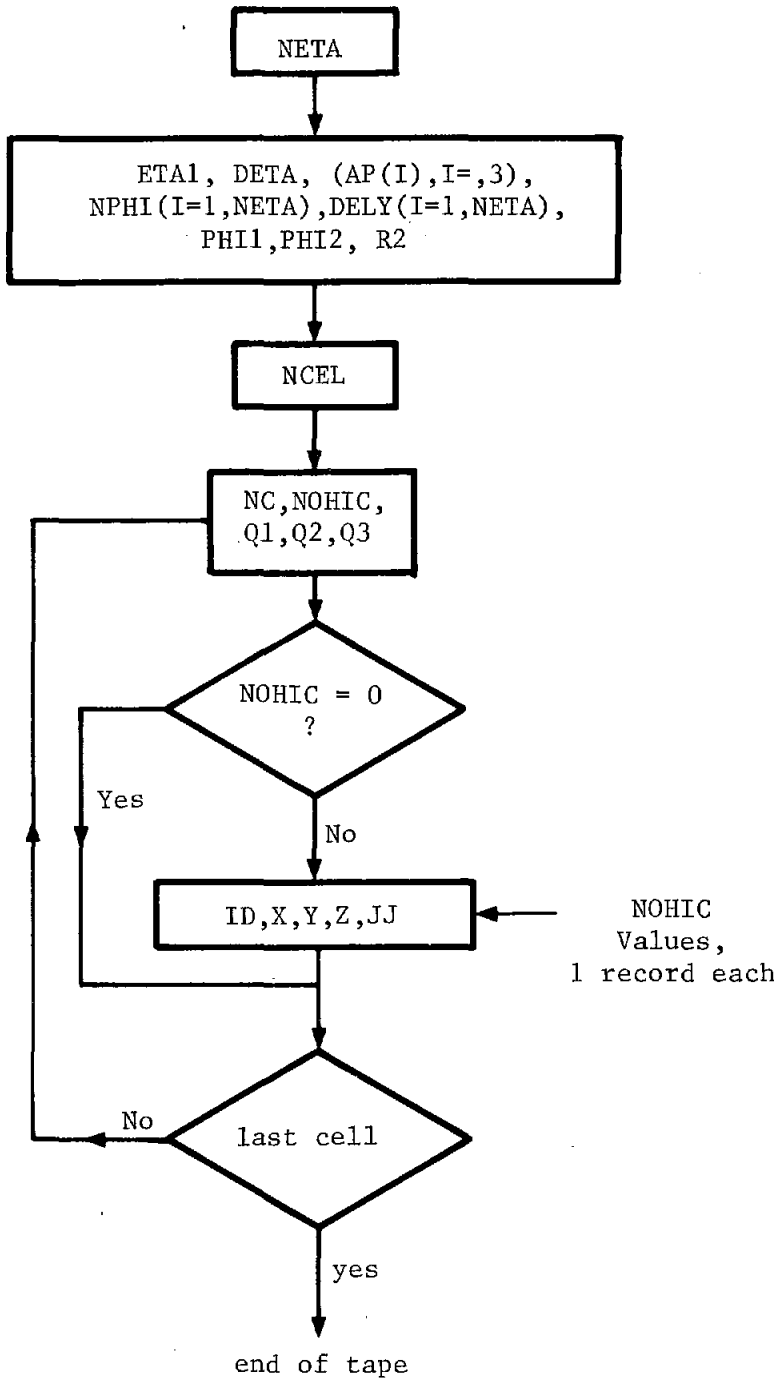 NETA
ETA1, DETA, (AP(I),I=,3),
NPHI(I=1,NETA),DELY(I=1,NETA),
PHI1,PHI2, R2
NCEL
NC,NOHIC,
Q1,Q2,Q3
NOHIC = 0
?
Yes
No
ID,X,Y,Z,JJ
NOHIC
Values,
1 record each
last cell
No
yes
end of tape